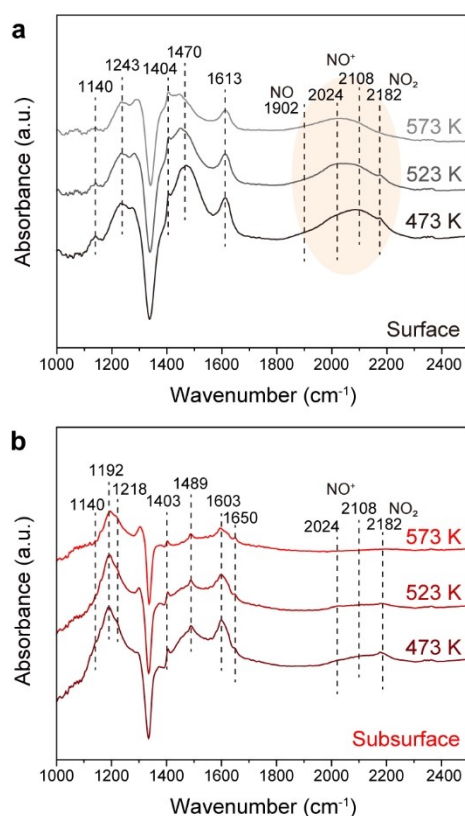 a
1140
1243
1404
1470
1613
NO
1902
NO⁺
2024
2108
NO₂
2182
573 K
523 K
473 K
Surface
Absorbance (a.u.)
1000 1200 1400 1600 1800 2000 2200 2400
Wavenumber (cm⁻¹)
b
1140
1192
1218
1403
1489
1603
1650
NO⁺
2024
2108
NO₂
2182
573 K
523 K
473 K
Subsurface
Absorbance (a.u.)
1000 1200 1400 1600 1800 2000 2200 2400
Wavenumber (cm⁻¹)